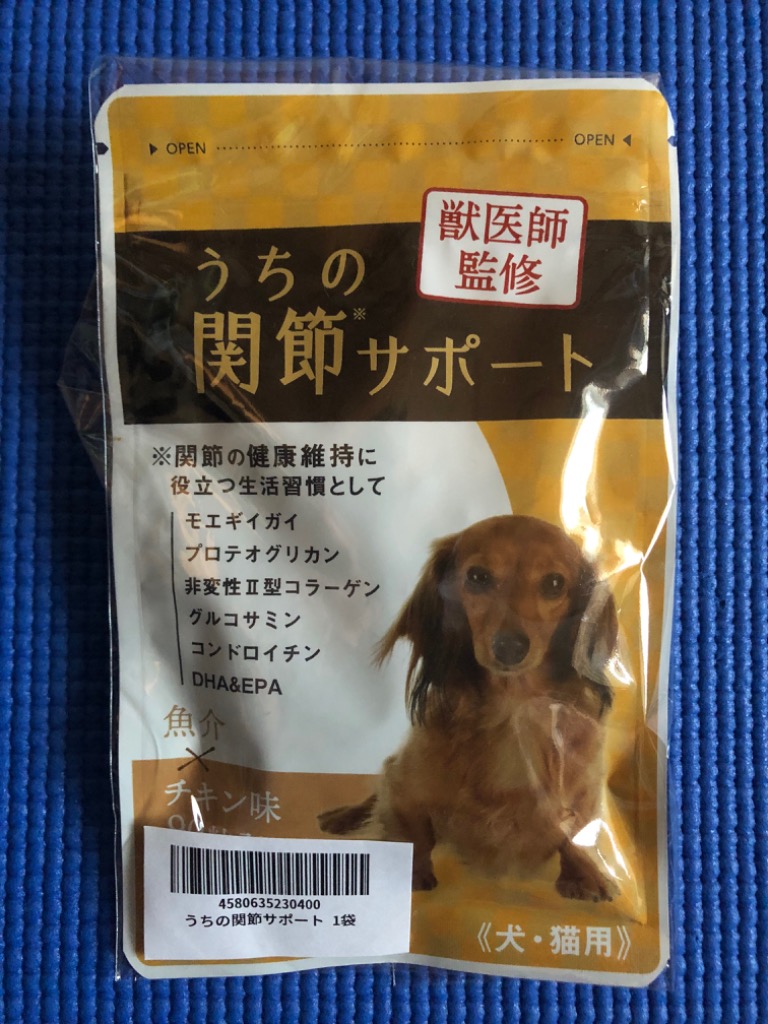 OPEN OPEN
獣医師
監修
うちの
関節※サポート
※関節の健康維持に
役立つ生活習慣として
モエギイガイ
プロテオグリカン
非変性Ⅱ型コラーゲン
グルコサミン
コンドロイチン
DHA&EPA
魚介
×
チキン味
4580635230400
うちの関節サポート 1袋
《犬・猫用》